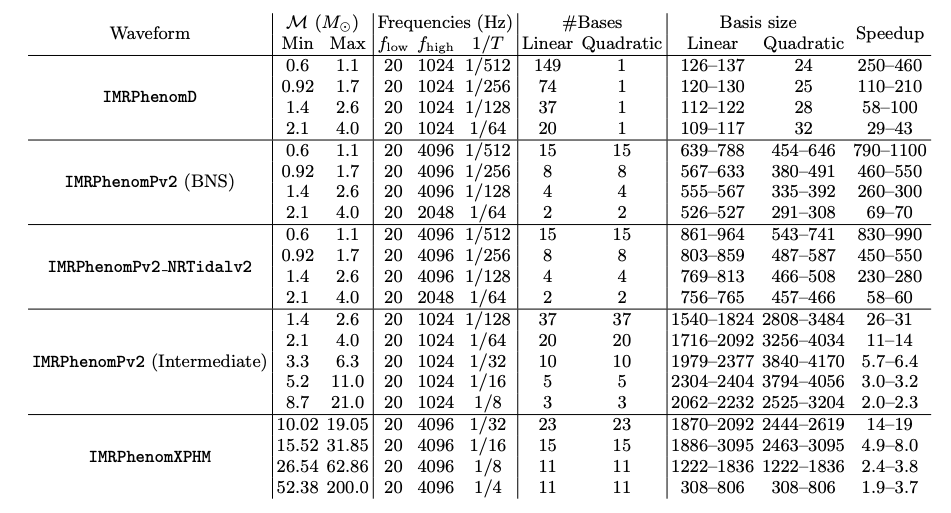 Waveform M (M⊙) Frequencies (Hz) #Bases Basis size Speedup
Min Max f_low f_high 1/T Linear Quadratic Linear Quadratic
IMRPhenomD
0.6 1.1 20 1024 1/512 149 1 126–137 24 250–460
0.92 1.7 20 1024 1/256 74 1 120–130 25 110–210
1.4 2.6 20 1024 1/128 37 1 112–122 28 58–100
2.1 4.0 20 1024 1/64 20 1 109–117 32 29–43
IMRPhenomPv2 (BNS)
0.6 1.1 20 4096 1/512 15 15 639–788 454–646 790–1100
0.92 1.7 20 4096 1/256 8 8 567–633 380–491 460–550
1.4 2.6 20 4096 1/128 4 4 555–567 335–392 260–300
2.1 4.0 20 2048 1/64 2 2 526–527 291–308 69–70
IMRPhenomPv2_NRTidalv2
0.6 1.1 20 4096 1/512 15 15 861–964 543–741 830–990
0.92 1.7 20 4096 1/256 8 8 803–859 487–587 450–550
1.4 2.6 20 4096 1/128 4 4 769–813 466–508 230–280
2.1 4.0 20 2048 1/64 2 2 756–765 457–466 58–60
IMRPhenomPv2 (Intermediate)
1.4 2.6 20 1024 1/128 37 37 1540–1824 2808–3484 26–31
2.1 4.0 20 1024 1/64 20 20 1716–2092 3256–4034 11–14
3.3 6.3 20 1024 1/32 10 10 1979–2377 3840–4170 5.7–6.4
5.2 11.0 20 1024 1/16 5 5 2304–2404 3794–4056 3.0–3.2
8.7 21.0 20 1024 1/8 3 3 2062–2232 2525–3204 2.0–2.3
IMRPhenomXPHM
10.02 19.05 20 4096 1/32 23 23 1870–2092 2444–2619 14–19
15.52 31.85 20 4096 1/16 15 15 1886–3095 2463–3095 4.9–8.0
26.54 62.86 20 4096 1/8 11 11 1222–1836 1222–1836 2.4–3.8
52.38 200.0 20 4096 1/4 11 11 308–806 308–806 1.9–3.7